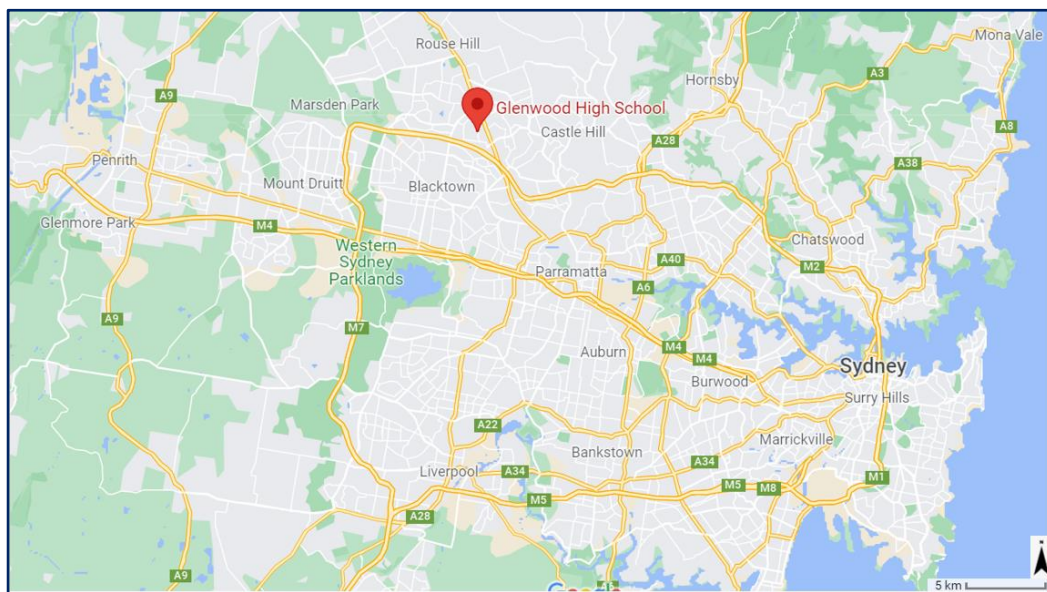 Rouse Hill
Mona Vale
Hornsby
A3
A9
Marsden Park
Glenwood High School
Castle Hill
A8
A28
Penrith
A38
Mount Druitt
Blacktown
Glenmore Park
M4
Chatswood
Western
Sydney
Parklands
A40
Parramatta
M2
A6
A9
M7
M4
Auburn
M4
Sydney
Burwood
Surry Hills
A22
Marrickville
Bankstown
Liverpool
A34
A34
M5
M8
M1
M5
A28
A9
5 km